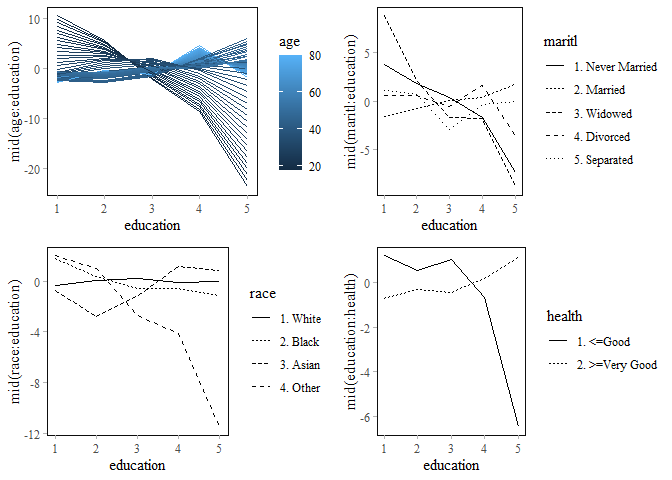 mid(age:education)
10
0
-10
-20
1 2 3 4 5
education
age
80
60
40
20
mid(maritl:education)
5
0
-5
1 2 3 4 5
education
maritl
1. Never Married
2. Married
3. Widowed
4. Divorced
5. Separated
mid(race:education)
0
-4
-8
-12
1 2 3 4 5
education
race
1. White
2. Black
3. Asian
4. Other
mid(education:health)
0
-2
-4
-6
1 2 3 4 5
education
health
1. <=Good
2. >=Very Good